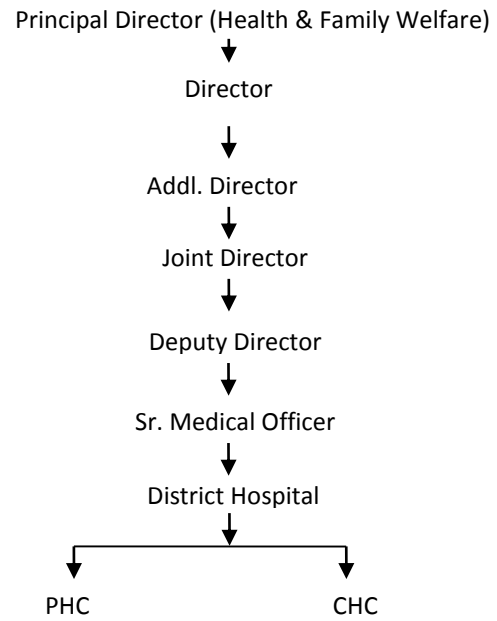 Principal Director (Health & Family Welfare)
Director
Addl. Director
Joint Director
Deputy Director
Sr. Medical Officer
District Hospital
PHC CHC